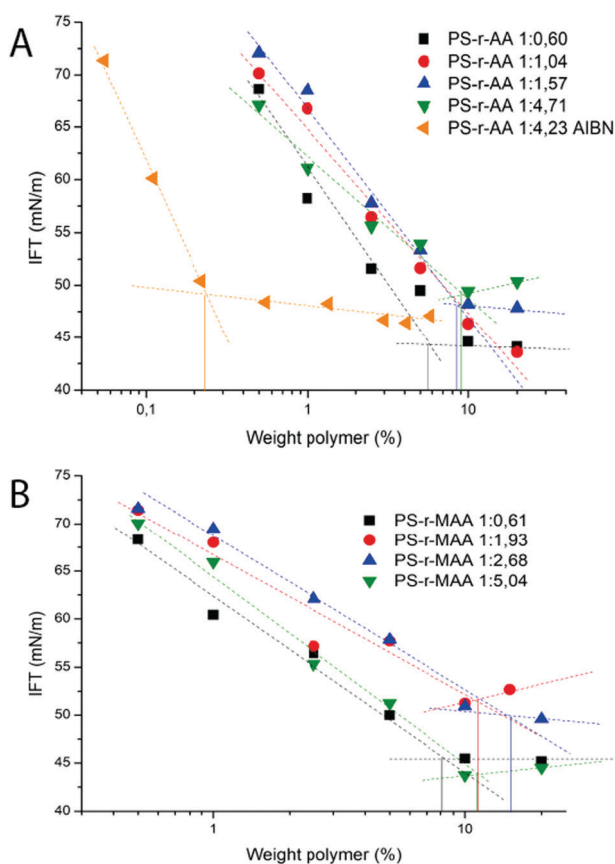 A
PS-r-AA 1:0,60
PS-r-AA 1:1,04
PS-r-AA 1:1,57
PS-r-AA 1:4,71
PS-r-AA 1:4,23 AIBN
IFT (mN/m)
75
70
65
60
55
50
45
40
0,1
1
10
Weight polymer (%)
B
PS-r-MAA 1:0,61
PS-r-MAA 1:1,93
PS-r-MAA 1:2,68
PS-r-MAA 1:5,04
IFT (mN/m)
75
70
65
60
55
50
45
40
1
10
Weight polymer (%)